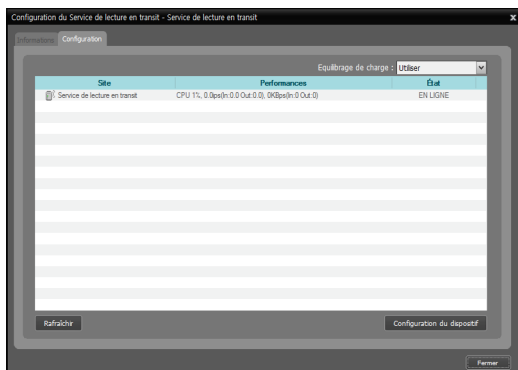 Configuration du Service de lecture en transit - Service de lecture en transit X
Informations Configuration
Equilibrage de charge : Utiliser
Site Performances État
Service de lecture en transit CPU 1%, 0.0ips(In:0.0 Out:0.0), 0KBps(In:0 Out:0) EN LIGNE
Rafraîchir Configuration du dispositif
Fermer